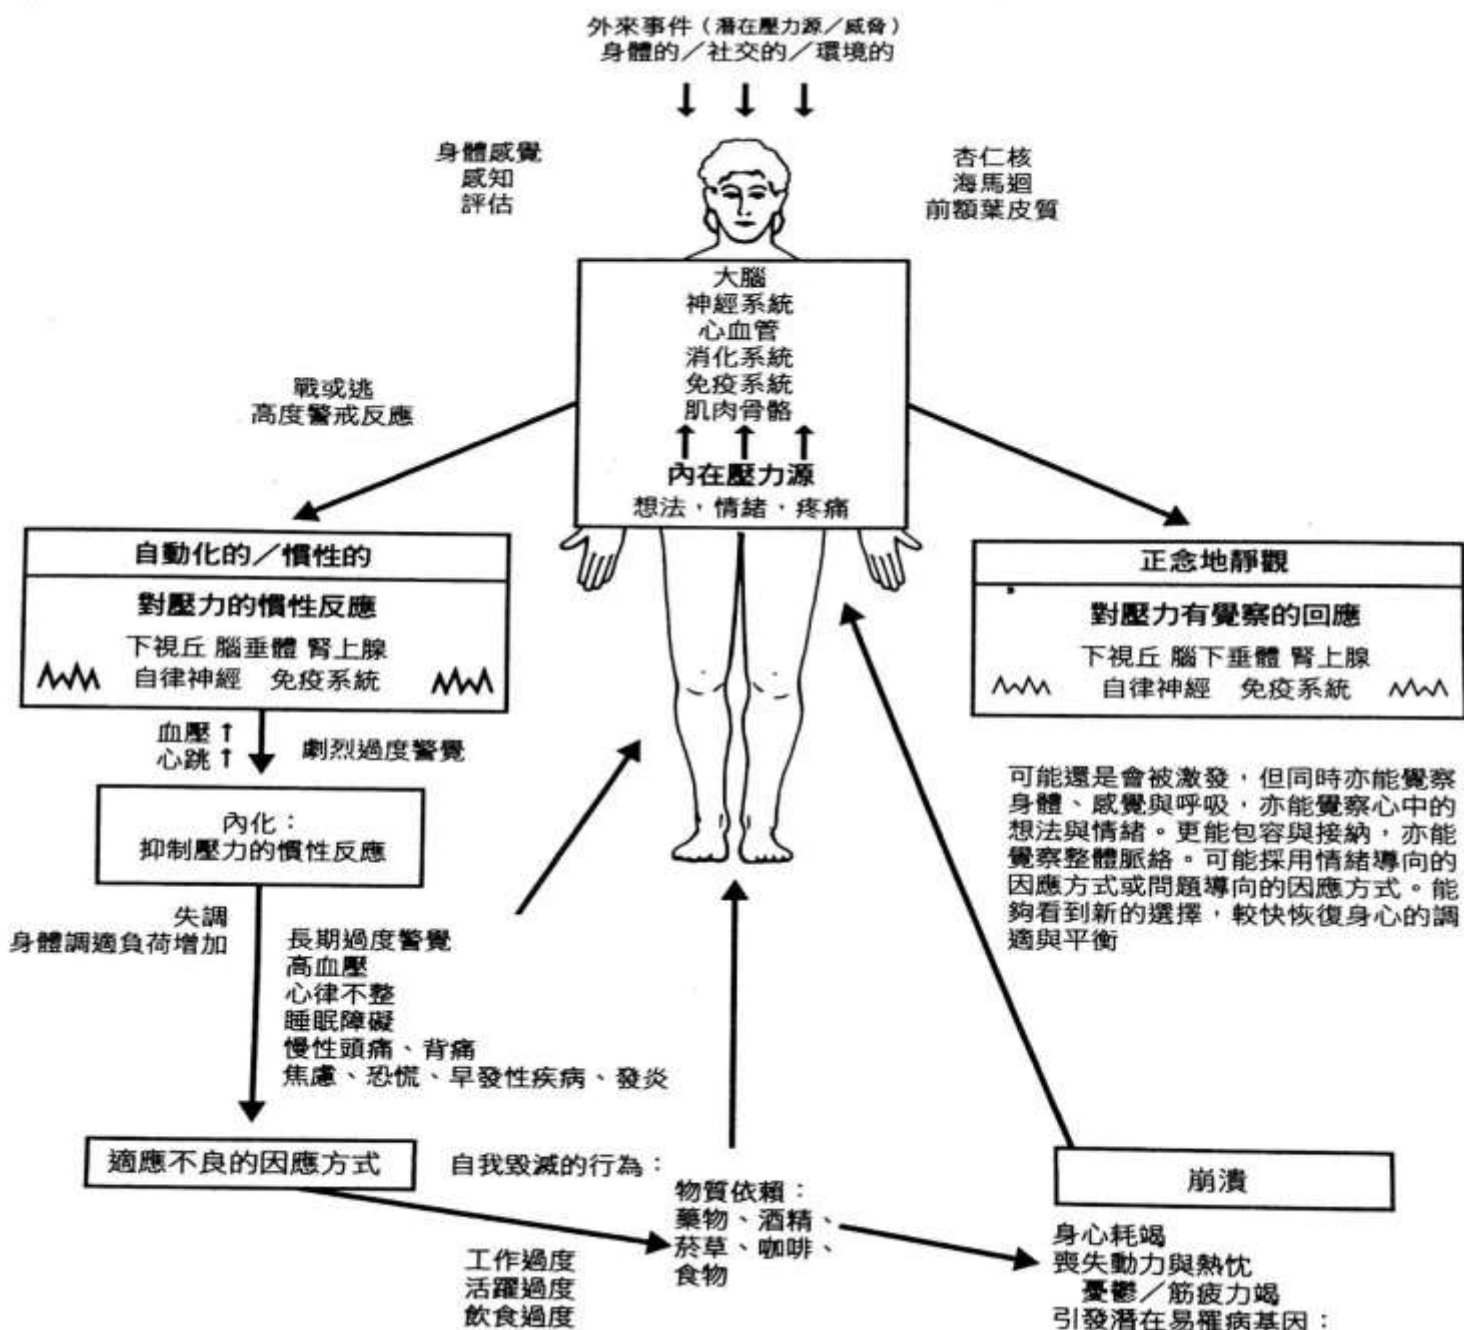 外來事件（潛在壓力源／威脅）
身體的／社交的／環境的
身體感覺
感知
評估
杏仁核
海馬迴
前額葉皮質
大腦
神經系統
心血管
消化系統
免疫系統
肌肉骨骼
內在壓力源
想法，情緒，疼痛
戰或逃
高度警戒反應
自動化的／慣性的
對壓力的慣性反應
下視丘 腦垂體 腎上腺
自律神經 免疫系統
正念地靜觀
對壓力有覺察的回應
下視丘 腦下垂體 腎上腺
自律神經 免疫系統
血壓↑
心跳↑
劇烈過度警覺
內化：
抑制壓力的慣性反應
可能還是會被激發，但同時亦能覺察
身體、感覺與呼吸，亦能覺察心中的
想法與情緒。更能包容與接納，亦能
覺察整體脈絡。可能採用情緒導向的
因應方式或問題導向的因應方式。能
夠看到新的選擇，較快恢復身心的調
適與平衡
失調
身體調適負荷增加
長期過度警覺
高血壓
心律不整
睡眠障礙
慢性頭痛、背痛
焦慮、恐慌、早發性疾病、發炎
適應不良的因應方式
自我毀滅的行為：
工作過度
活躍過度
飲食過度
物質依賴：
藥物、酒精、
菸草、咖啡、
食物
崩潰
身心耗竭
喪失動力與熱忱
憂鬱／筋疲力竭
引發潛在易罹病基因：